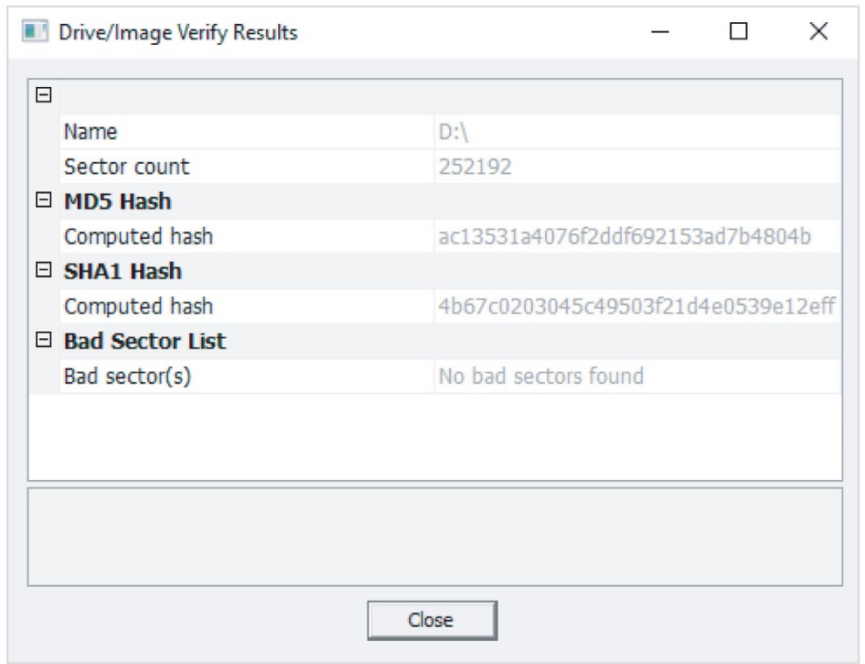 Drive/Image Verify Results
Name D:\
Sector count 252192
MD5 Hash
Computed hash ac13531a4076f2ddf692153ad7b4804b
SHA1 Hash
Computed hash 4b67c0203045c49503f21d4e0539e12eff
Bad Sector List
Bad sector(s) No bad sectors found
Close